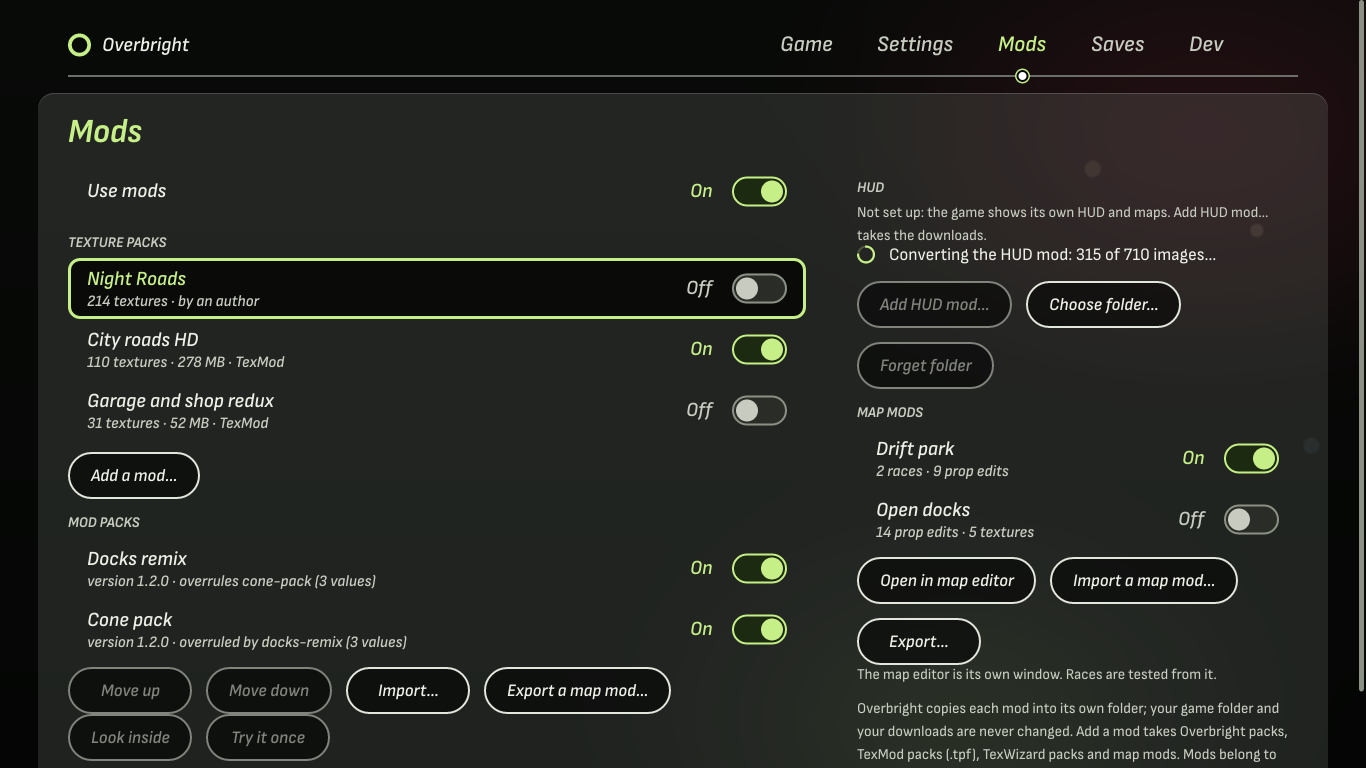 Overbright
Game
Settings
Mods
Saves
Dev
Mods
Use mods
On
TEXTURE PACKS
Night Roads
214 textures · by an author
Off
City roads HD
110 textures · 278 MB · TexMod
On
Garage and shop redux
31 textures · 52 MB · TexMod
Off
Add a mod...
MOD PACKS
Docks remix
version 1.2.0 · overrules cone-pack (3 values)
On
Cone pack
version 1.2.0 · overruled by docks-remix (3 values)
On
Move up
Move down
Import...
Export a map mod...
Look inside
Try it once
HUD
Not set up: the game shows its own HUD and maps. Add HUD mod...
takes the downloads.
Converting the HUD mod: 315 of 710 images...
Add HUD mod...
Choose folder...
Forget folder
MAP MODS
Drift park
2 races · 9 prop edits
On
Open docks
14 prop edits · 5 textures
Off
Open in map editor
Import a map mod...
Export...
The map editor is its own window. Races are tested from it.
Overbright copies each mod into its own folder; your game folder and
your downloads are never changed. Add a mod takes Overbright packs,
TexMod packs (.tpf), TexWizard packs and map mods. Mods belong to